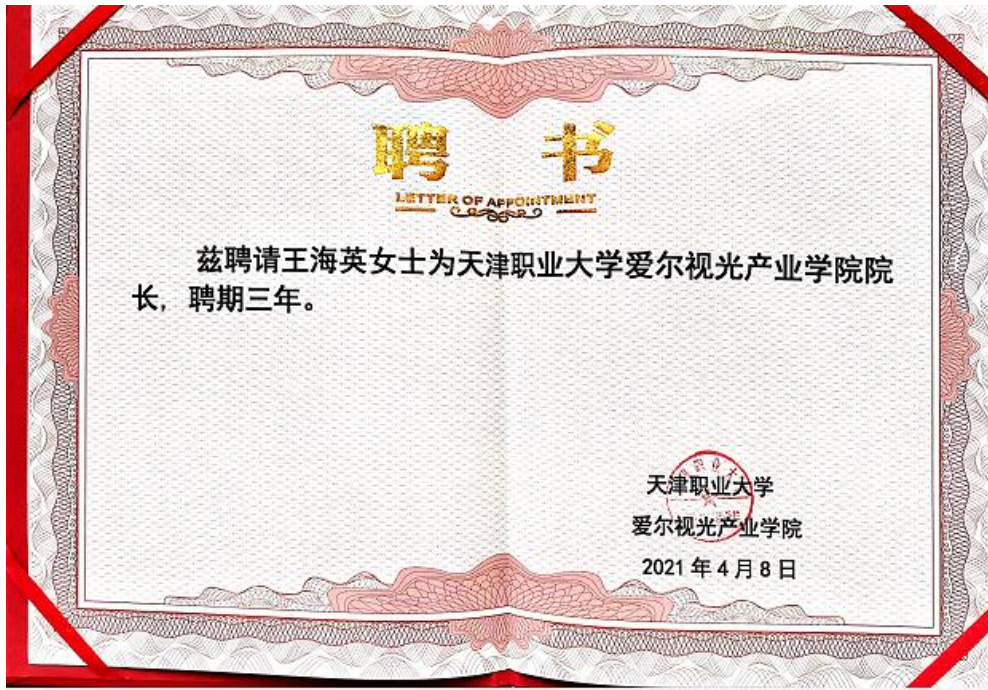 聘 书
LETTER OF APPOINTMENT
兹聘请王海英女士为天津职业大学爱尔视光产业学院院
长，聘期三年。
天津职业大学
爱尔视光产业学院
2021 年 4 月 8 日